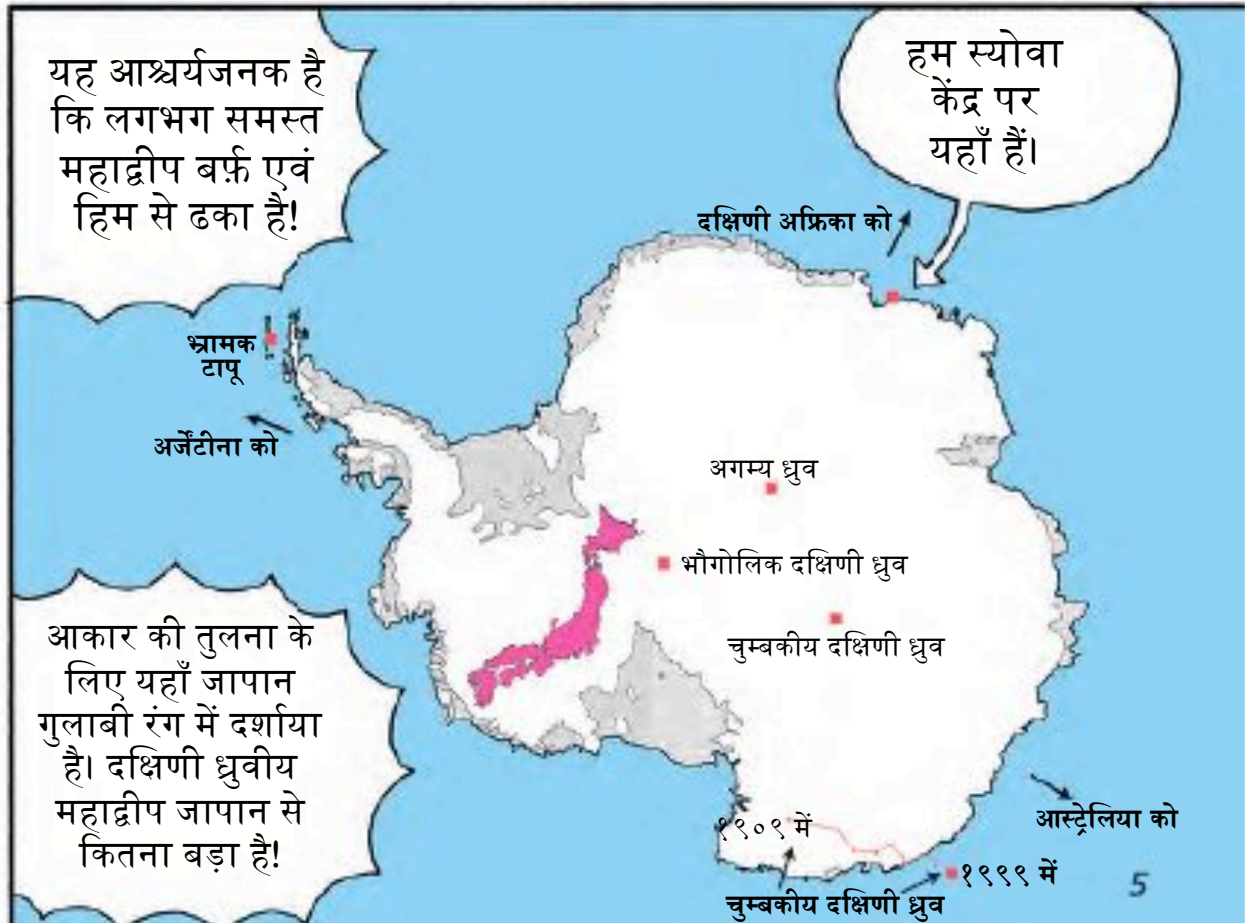 यह आश्चर्यजनक है
कि लगभग समस्त
महाद्वीप बर्फ़ एवं
हिम से ढका है!
हम स्योवा
केंद्र पर
यहाँ हैं।
दक्षिणी अफ्रिका को
भ्रामक
टापू
अर्जेंटीना को
अगम्य ध्रुव
भौगोलिक दक्षिणी ध्रुव
चुम्बकीय दक्षिणी ध्रुव
आकार की तुलना के
लिए यहाँ जापान
गुलाबी रंग में दर्शाया
है। दक्षिणी ध्रुवीय
महाद्वीप जापान से
कितना बड़ा है!
आस्ट्रेलिया को
१९०९ में
१९९९ में
चुम्बकीय दक्षिणी ध्रुव
5